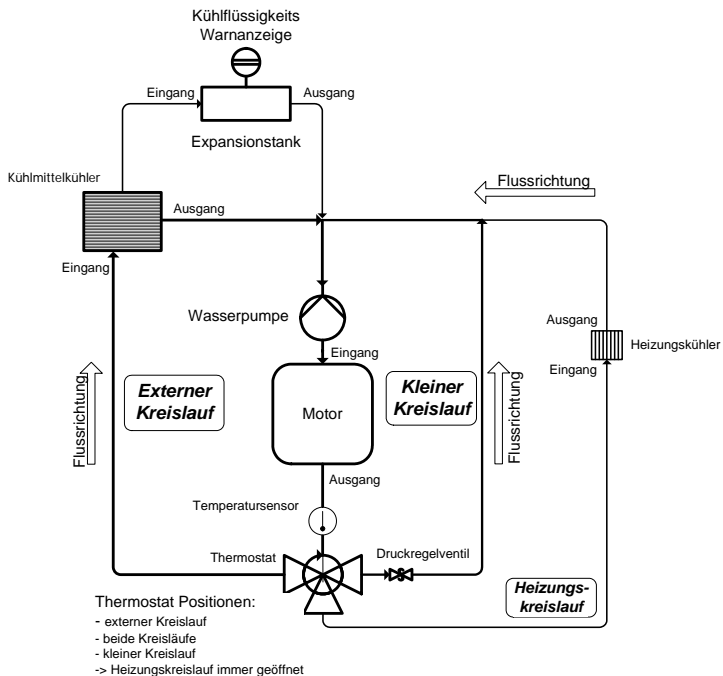 Kühlflüssigkeits
Warnanzeige
Eingang
Ausgang
Expansionstank
Kühlmittelkühler
Flussrichtung
Ausgang
Eingang
Wasserpumpe
Ausgang
Heizungskühler
Eingang
Eingang
Externer
Kreislauf
Kleiner
Kreislauf
Flussrichtung
Flussrichtung
Motor
Ausgang
Temperatursensor
Thermostat
Druckregelventil
Heizungs-
kreislauf
Thermostat Positionen:
- externer Kreislauf
- beide Kreisläufe
- kleiner Kreislauf
-> Heizungskreislauf immer geöffnet